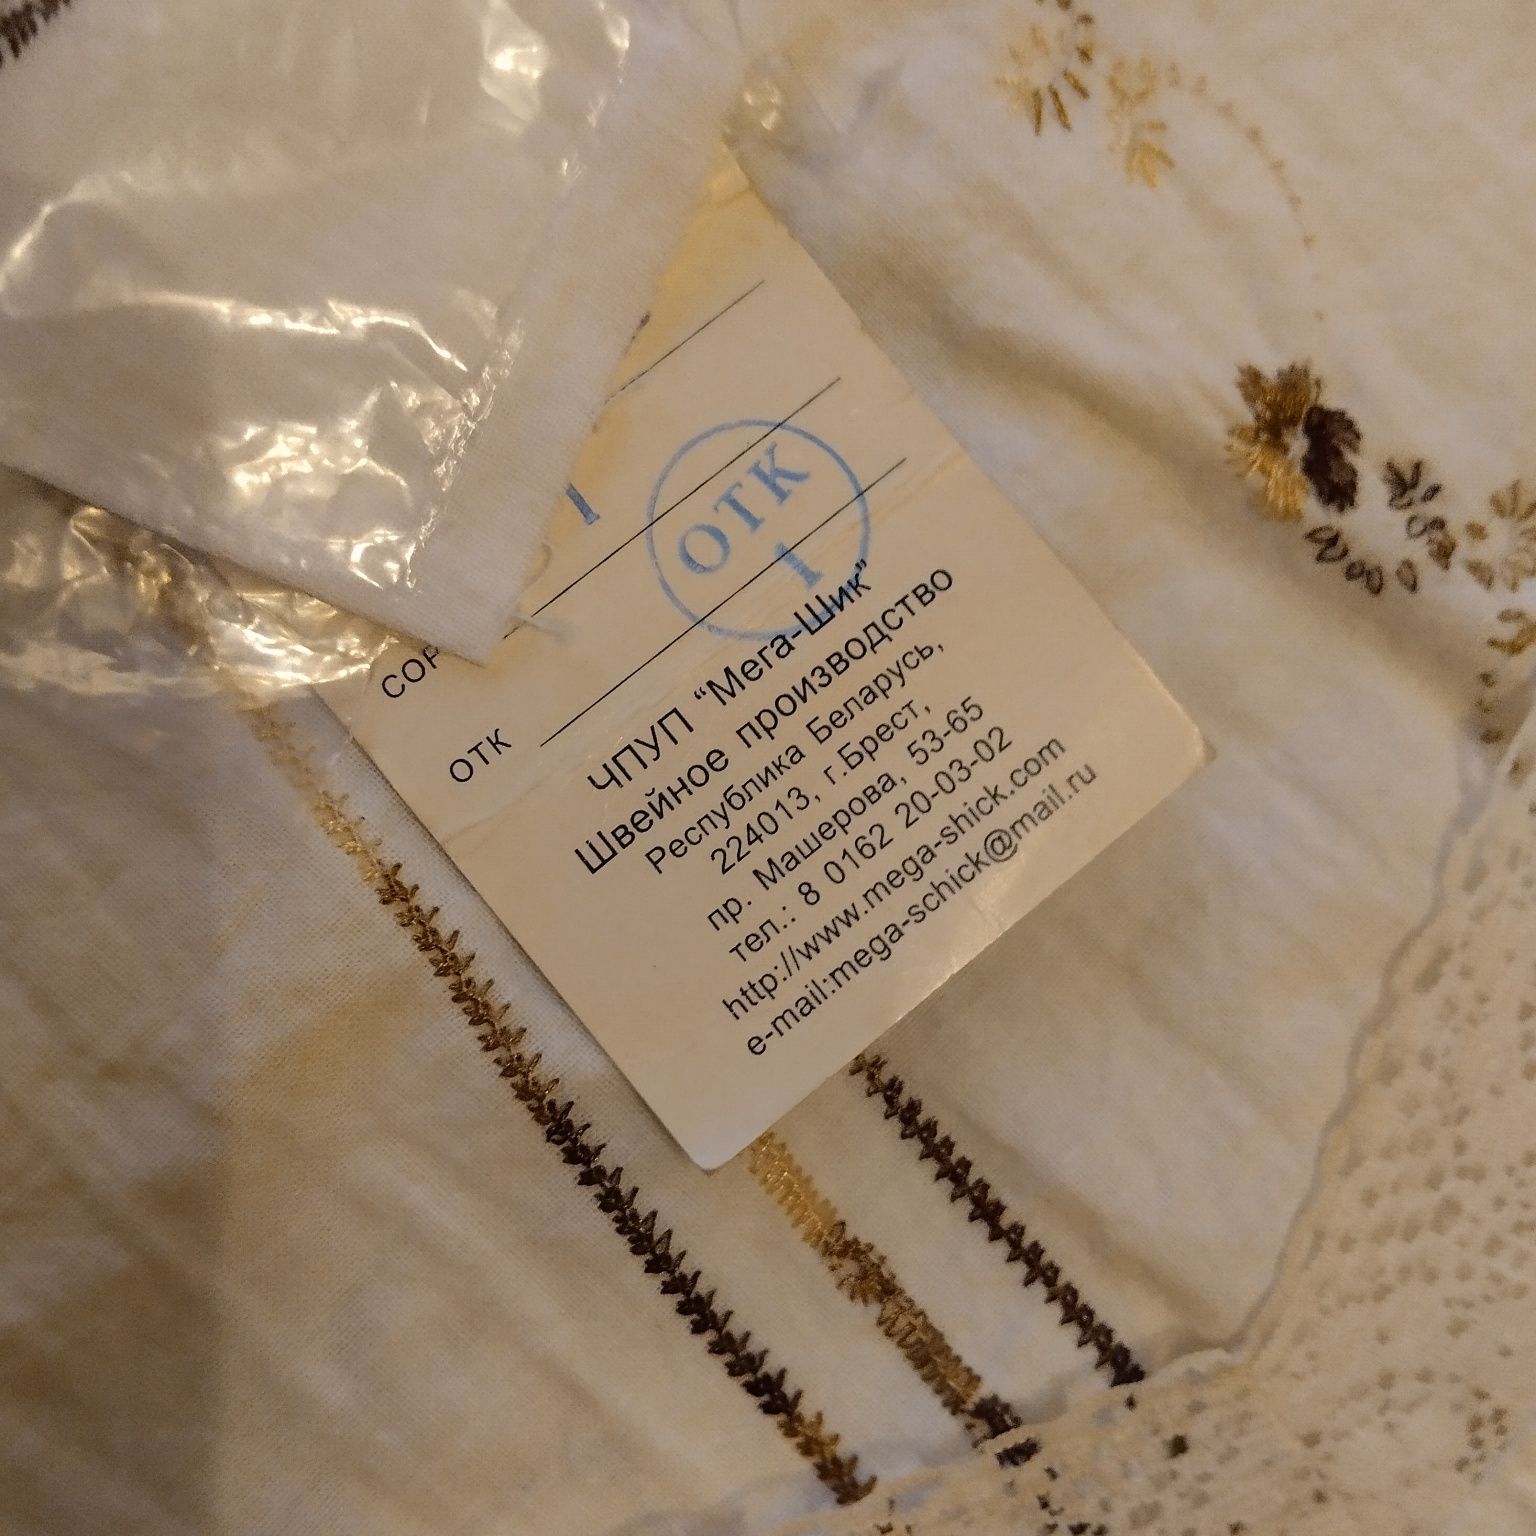 I
ОТК
1
СОР
ОТК
ЧПУП “Мега-Шик”
Швейное производство
Республика Беларусь,
224013, г.Брест,
пр. Машерова, 53-65
тел.: 8 0162 20-03-02
http://www.mega-shick.com
e-mail:mega-schick@mail.ru